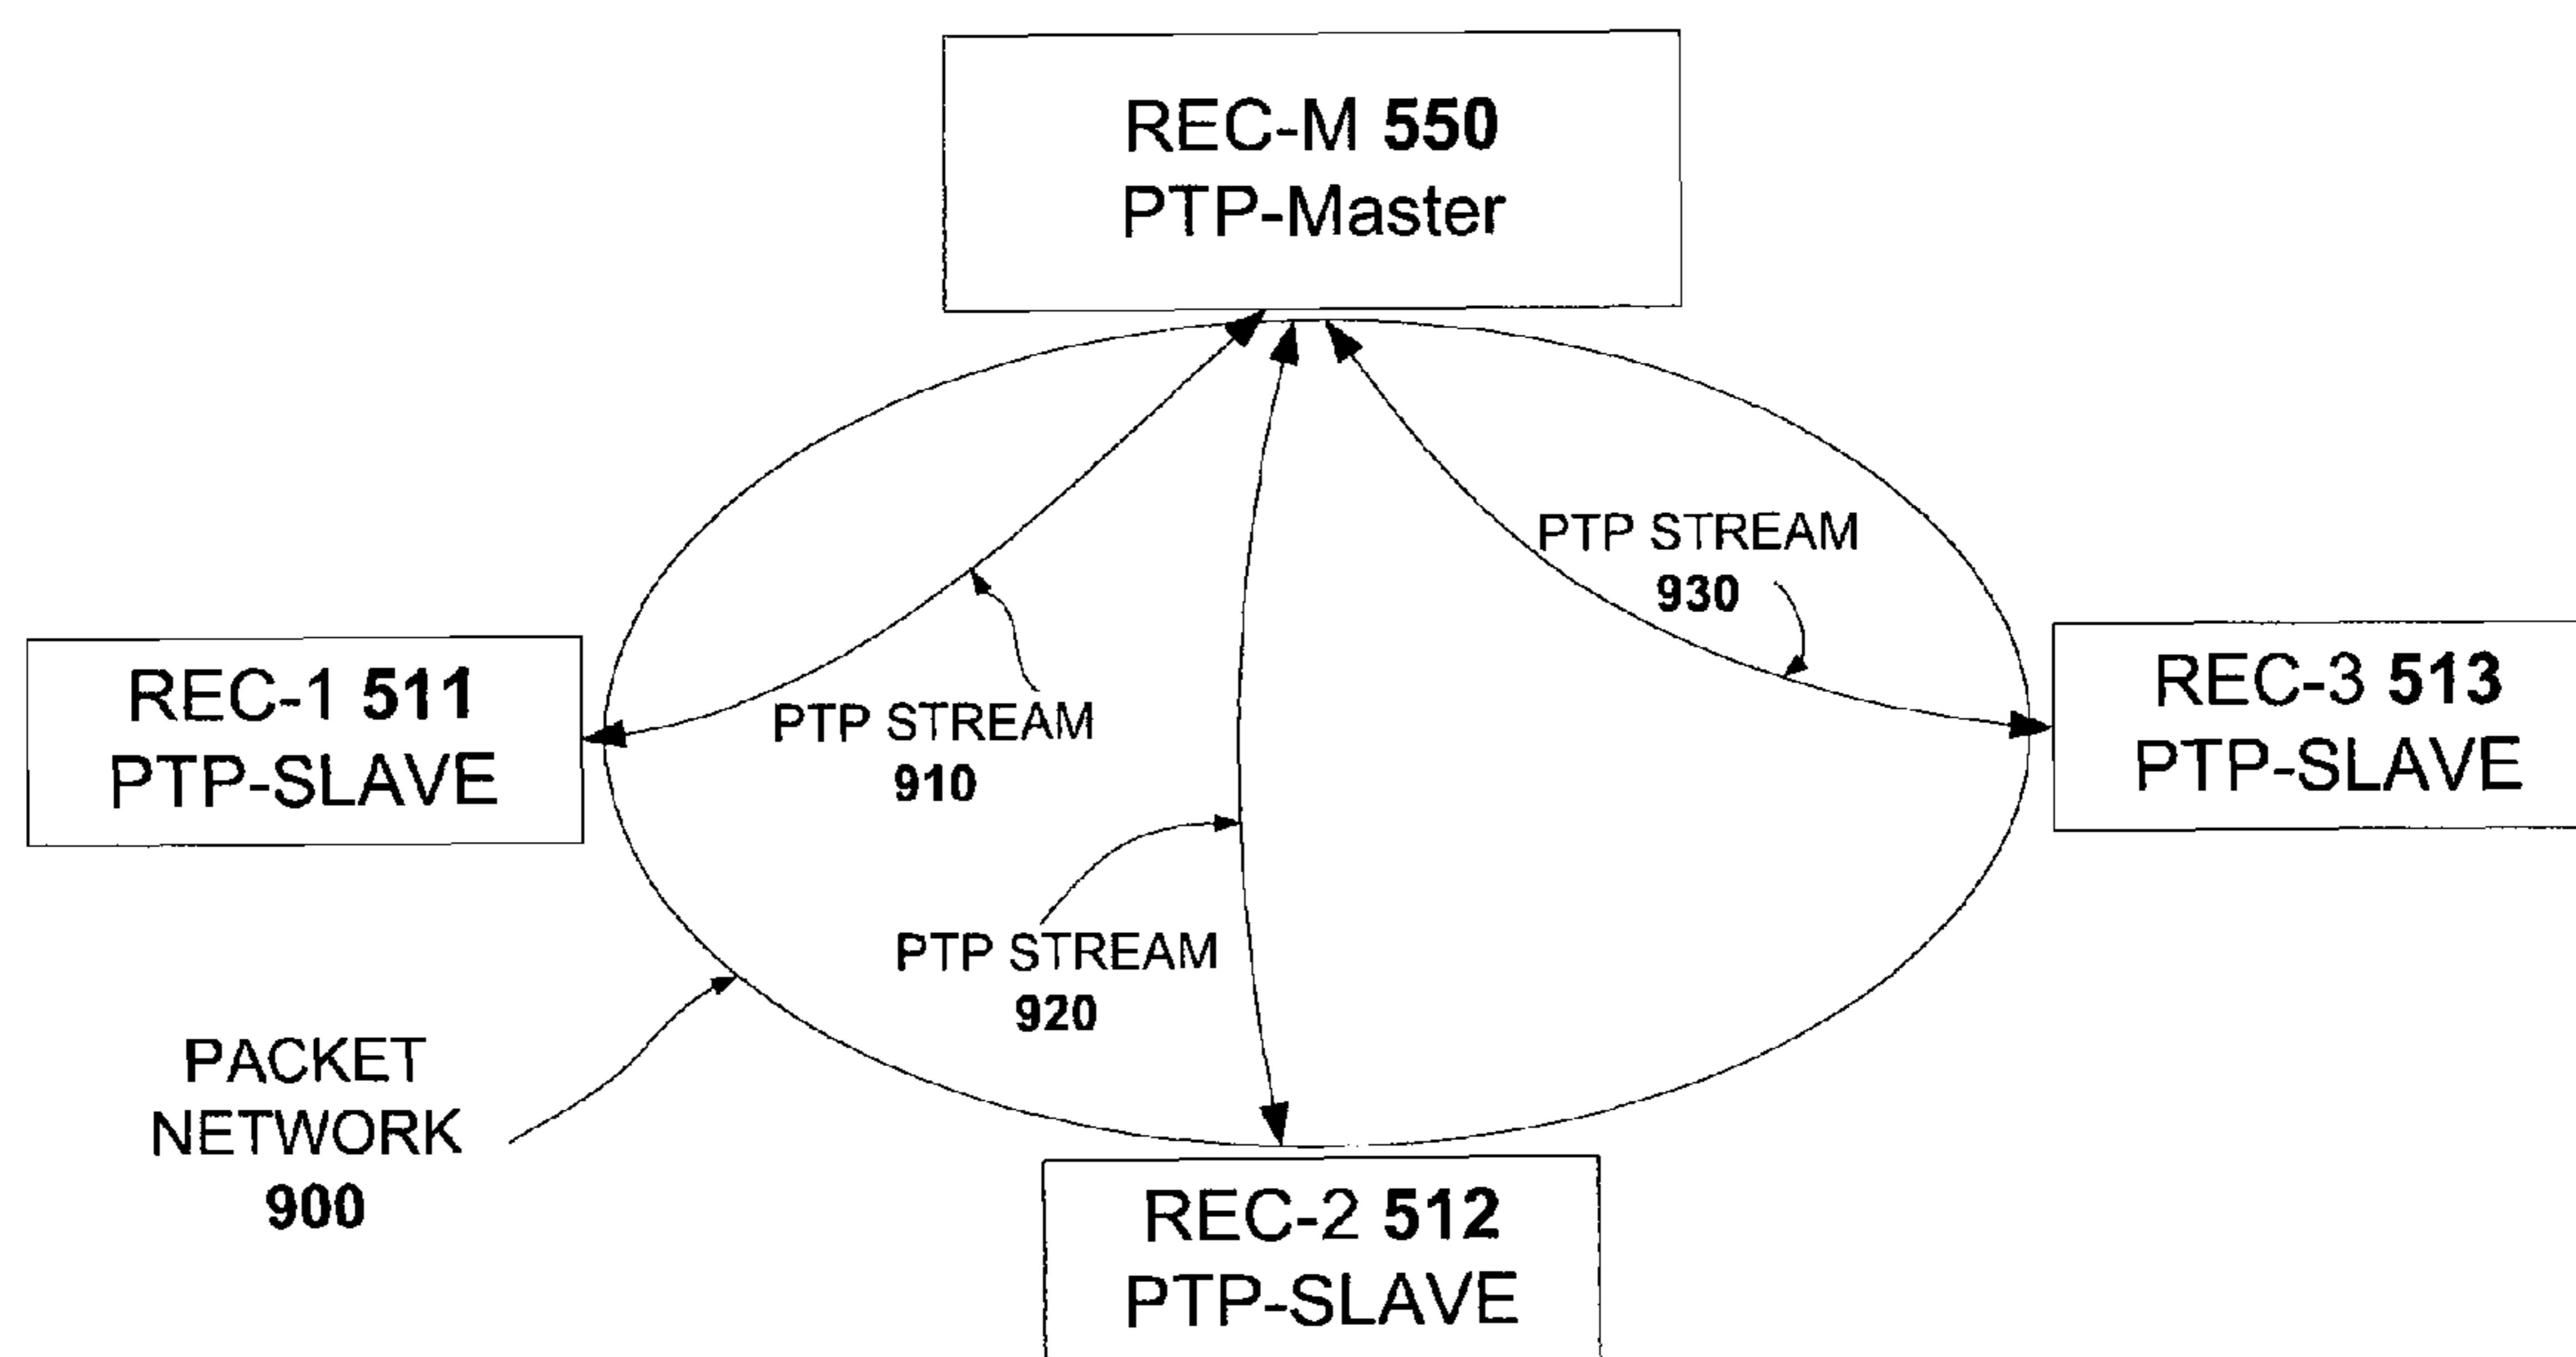 REC-M 550
PTP-Master
PTP STREAM
930
REC-1 511
PTP-SLAVE
PTP STREAM
910
REC-3 513
PTP-SLAVE
PTP STREAM
920
PACKET
NETWORK
900
REC-2 512
PTP-SLAVE